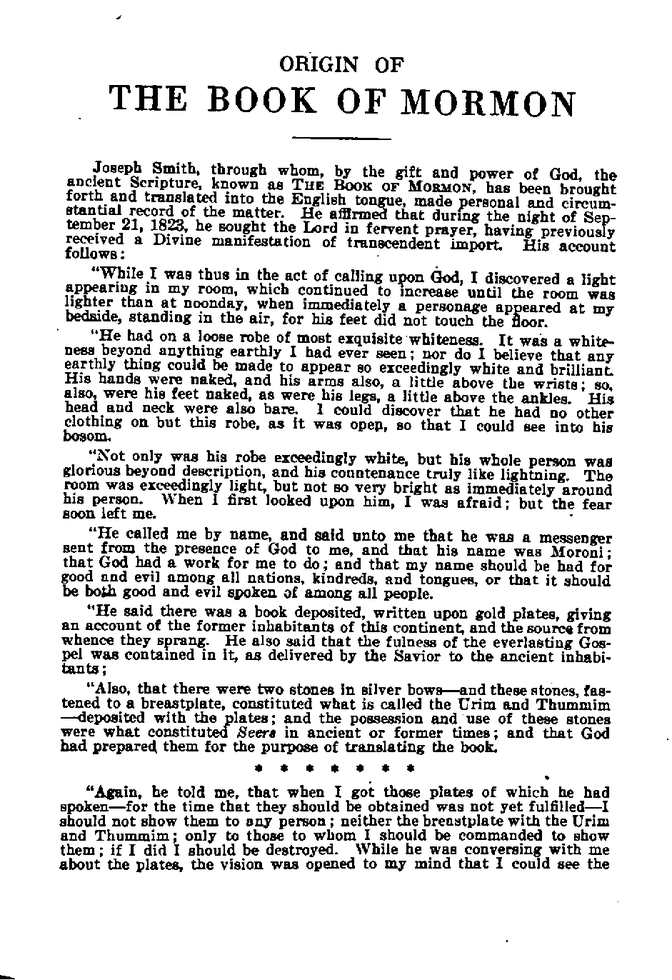 ORIGIN OF
THE BOOK OF MORMON
Joseph Smith, through whom, by the gift and power of God, the
ancient Scripture, known as THE BOOK OF MORMON, has been brought
forth and translated into the English tongue, made personal and circum-
stantial record of the matter. He affirmed that during the night of Sep-
tember 21, 1823, he sought the Lord in fervent prayer, having previously
received a Divine manifestation of transcendent import. His account
follows:
"While I was thus in the act of calling upon God, I discovered a light
appearing in my room, which continued to increase until the room was
lighter than at noonday, when immediately a personage appeared at my
bedside, standing in the air, for his feet did not touch the floor.
"He had on a loose robe of most exquisite whiteness. It was a white-
ness beyond anything earthly I had ever seen; nor do I believe that any
earthly thing could be made to appear so exceedingly white and brilliant.
His hands were naked, and his arms also, a little above the wrists; so,
also, were his feet naked, as were his legs, a little above the ankles. His
head and neck were also bare. I could discover that he had no other
clothing on but this robe, as it was open, so that I could see into his
bosom.
"Not only was his robe exceedingly white, but his whole person was
glorious beyond description, and his countenance truly like lightning. The
room was exceedingly light, but not so very bright as immediately around
his person. When I first looked upon him, I was afraid; but the fear
soon left me.
"He called me by name, and said unto me that he was a messenger
sent from the presence of God to me, and that his name was Moroni;
that God had a work for me to do; and that my name should be had for
good and evil among all nations, kindreds, and tongues, or that it should
be both good and evil spoken of among all people.
"He said there was a book deposited, written upon gold plates, giving
an account of the former inhabitants of this continent, and the source from
whence they sprang. He also said that the fulness of the everlasting Gos-
pel was contained in it, as delivered by the Savior to the ancient inhabi-
tants;
"Also, that there were two stones in silver bows—and these stones, fas-
tened to a breastplate, constituted what is called the Urim and Thummim
—deposited with the plates; and the possession and use of these stones
were what constituted Seers in ancient or former times; and that God
had prepared them for the purpose of translating the book.
* * * * * * *
"Again, he told me, that when I got those plates of which he had
spoken—for the time that they should be obtained was not yet fulfilled—I
should not show them to any person; neither the breastplate with the Urim
and Thummim; only to those to whom I should be commanded to show
them; if I did I should be destroyed. While he was conversing with me
about the plates, the vision was opened to my mind that I could see the